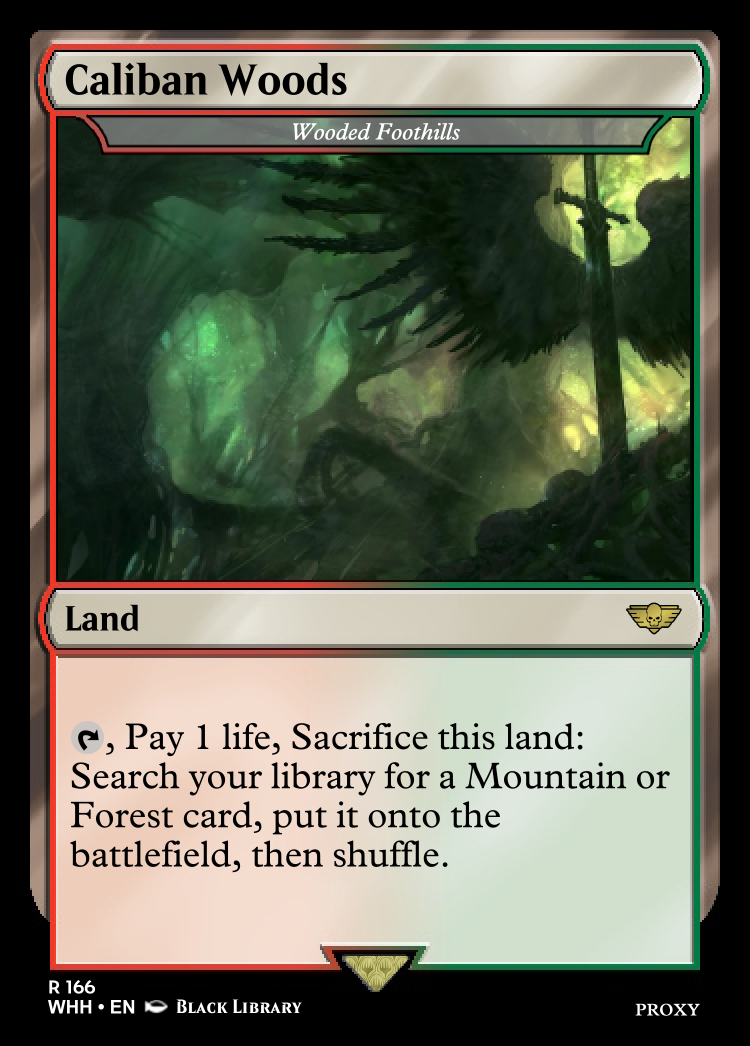 Caliban Woods
Wooded Foothills
Land
, Pay 1 life, Sacrifice this land:
Search your library for a Mountain or
Forest card, put it onto the
battlefield, then shuffle.
R 166
WHH • EN BLACK LIBRARY
PROXY